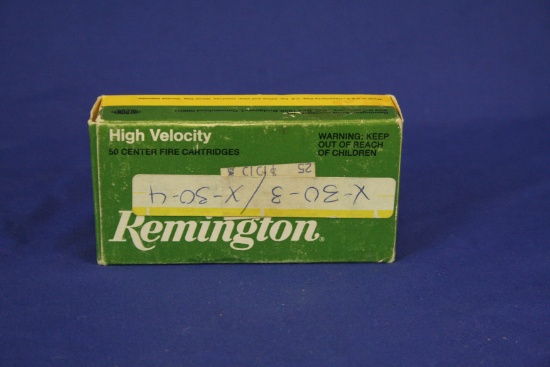 High Velocity
50 CENTER FIRE CARTRIDGES
WARNING: KEEP
OUT OF REACH
OF CHILDREN
25
X-30-3/X-30-4
Remington®